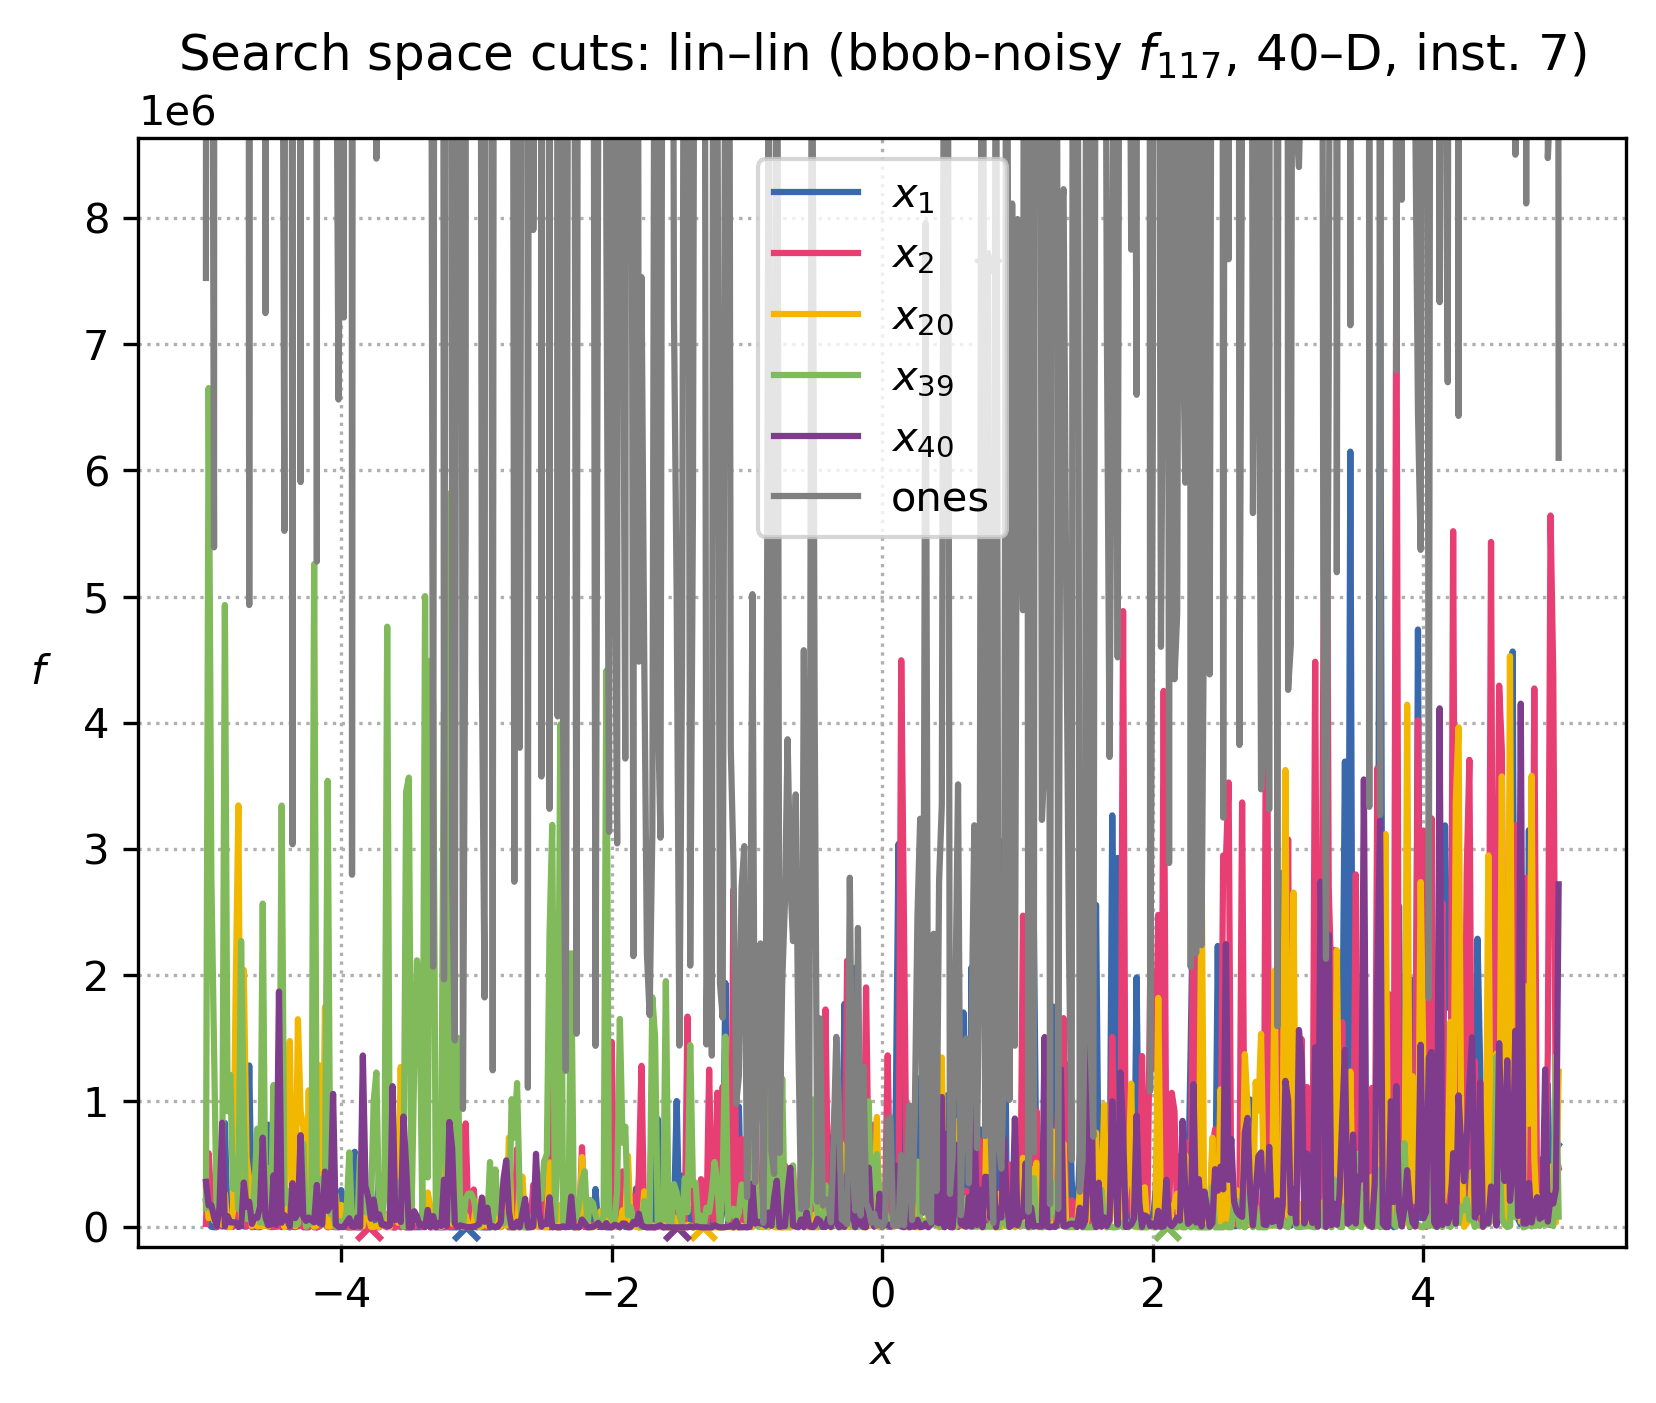 Search space cuts: lin–lin (bbob-noisy f₁₁₇, 40–D, inst. 7)
1e6
x₁
x₂
x₂₀
x₃₉
x₄₀
ones
8
7
6
5
4
3
2
1
0
f
−4 −2 0 2 4
x